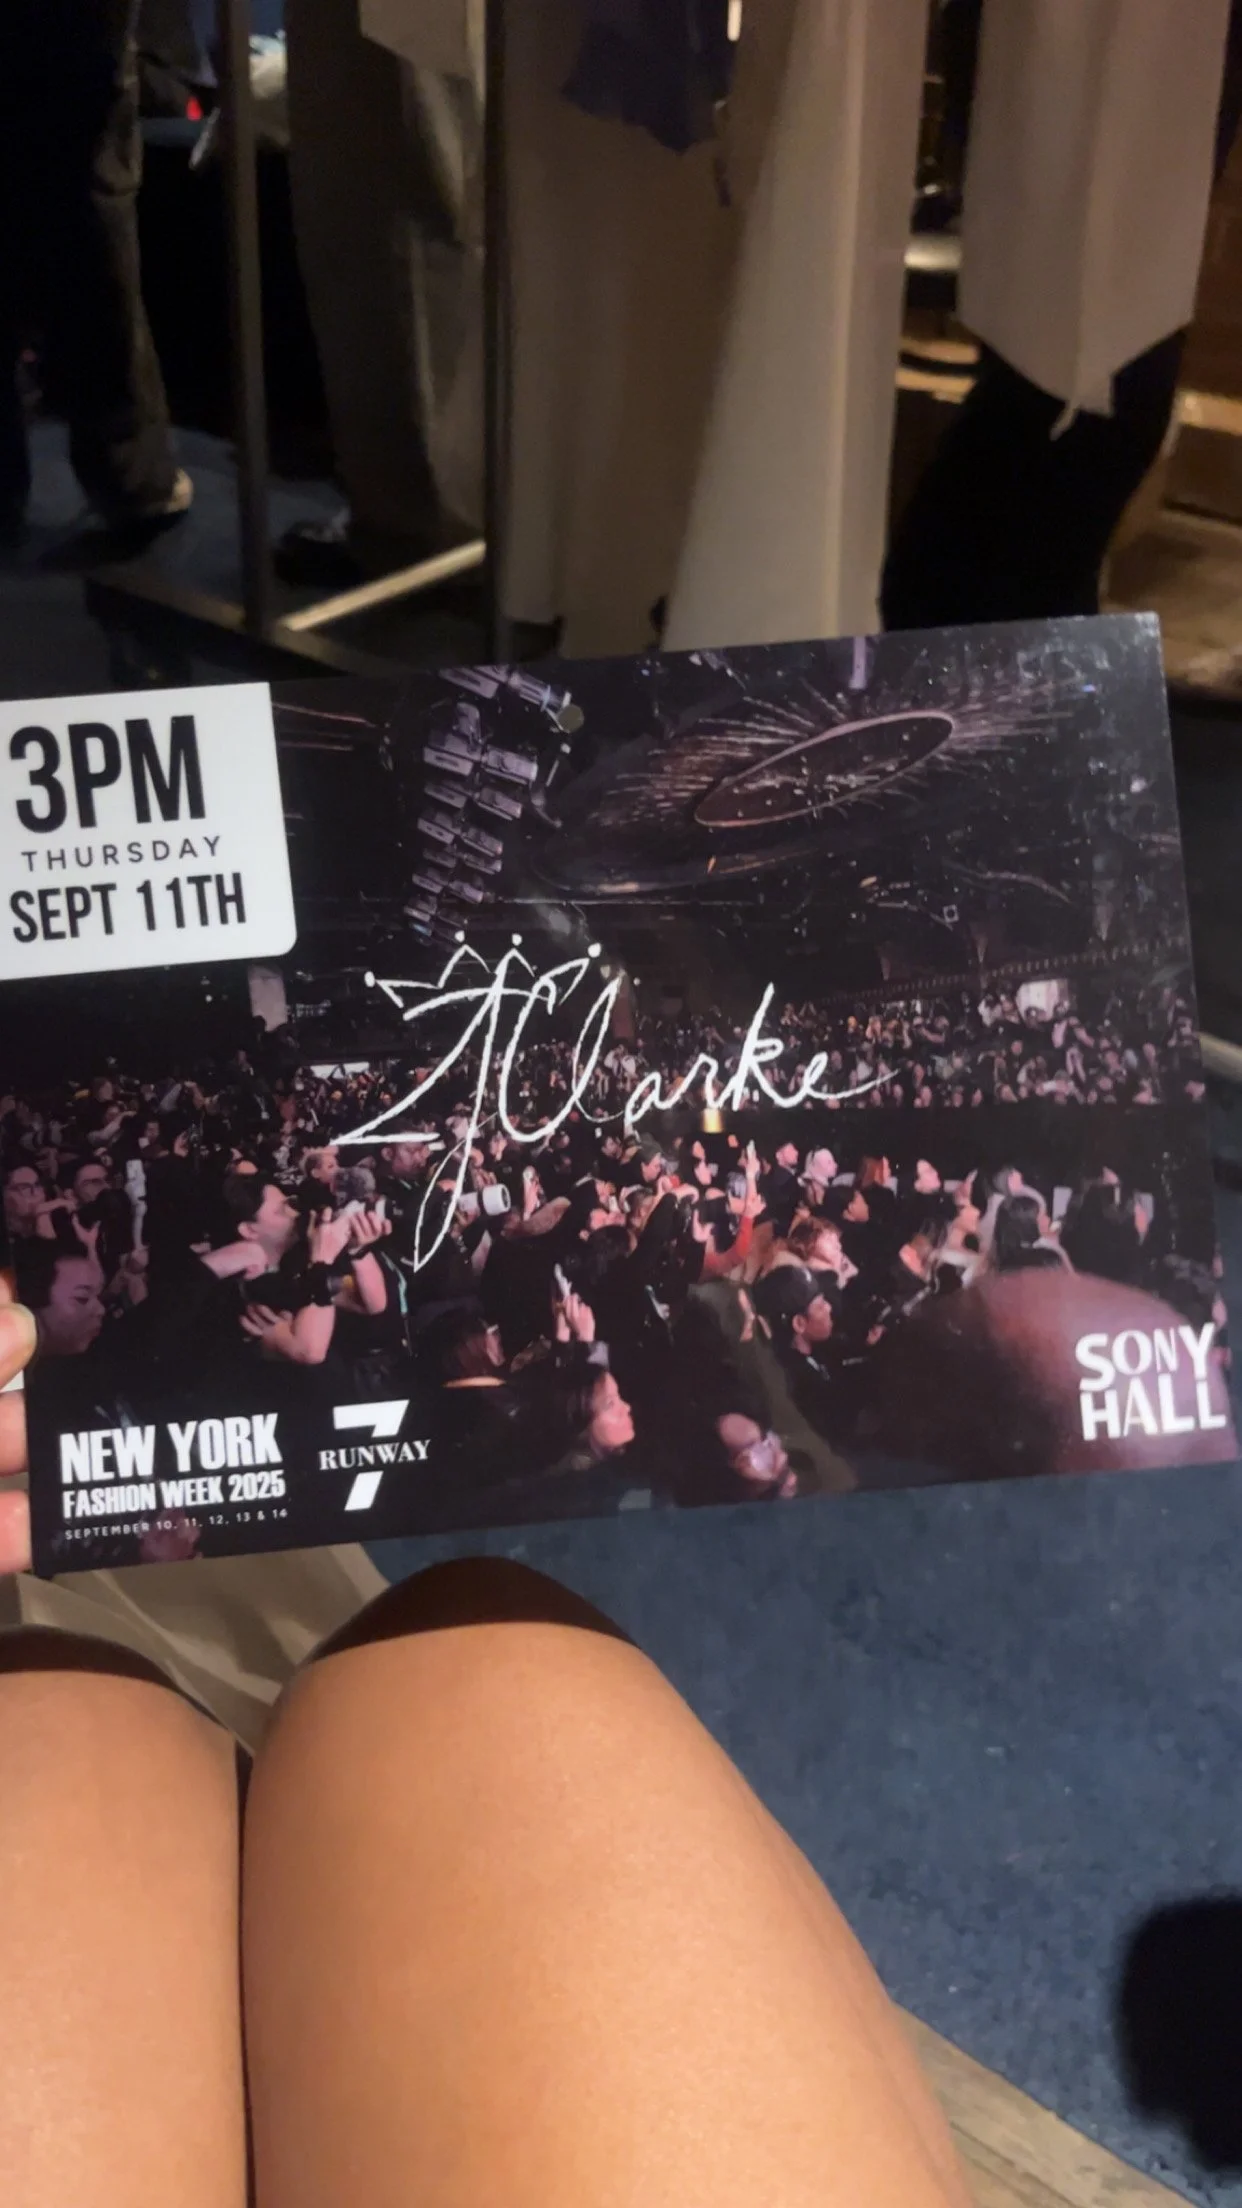 3PM
THURSDAY
SEPT 11TH
ZJClarke
NEW YORK
FASHION WEEK 2025
SEPTEMBER 10, 11, 12, 13 & 14
7
RUNWAY
SONY
HALL